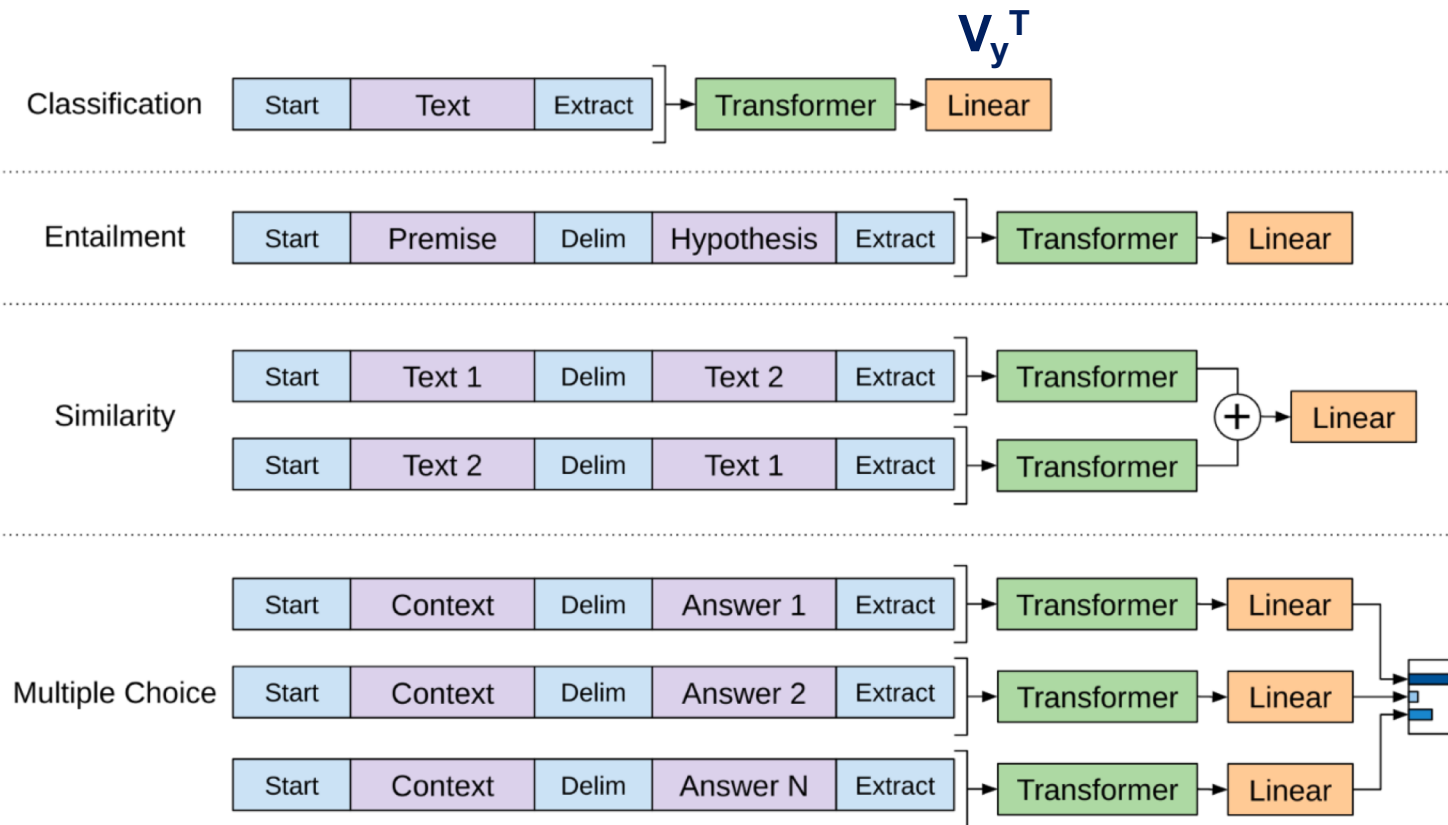 V_y^T
Classification Start Text Extract Transformer Linear
Entailment Start Premise Delim Hypothesis Extract Transformer Linear
Start Text 1 Delim Text 2 Extract Transformer
Similarity + Linear
Start Text 2 Delim Text 1 Extract Transformer
Start Context Delim Answer 1 Extract Transformer Linear
Multiple Choice Start Context Delim Answer 2 Extract Transformer Linear
Start Context Delim Answer N Extract Transformer Linear